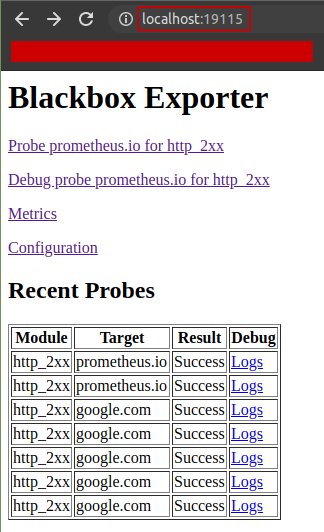 localhost:19115
Blackbox Exporter
Probe prometheus.io for http_2xx
Debug probe prometheus.io for http_2xx
Metrics
Configuration
Recent Probes
Module Target Result Debug
http_2xx prometheus.io Success Logs
http_2xx prometheus.io Success Logs
http_2xx google.com Success Logs
http_2xx google.com Success Logs
http_2xx google.com Success Logs
http_2xx google.com Success Logs
http_2xx google.com Success Logs